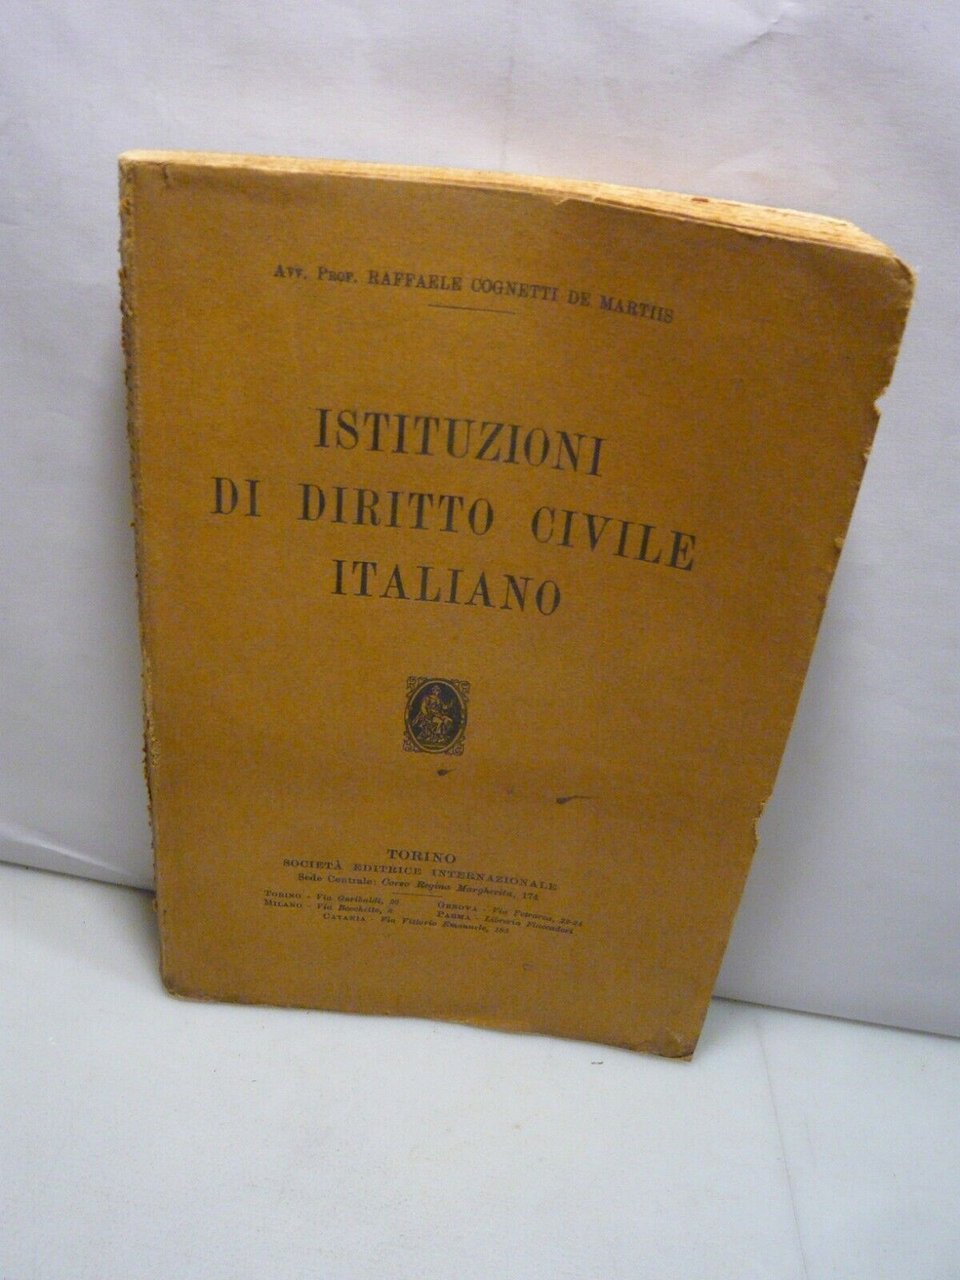 Avv. Prof. RAFFAELE COGNETTI DE MARTIIS
ISTITUZIONI
DI DIRITTO CIVILE
ITALIANO
TORINO
SOCIETÀ EDITRICE INTERNAZIONALE
Sede Centrale: Corso Regina Margherita, 174
TORINO - Via Garibaldi, 20
GENOVA - Via Petrarca, 22-24
MILANO - Via Bocchetto, 8
PARMA - Libreria Fiaccadori
CATANIA - Via Vittorio Emanuele, 135